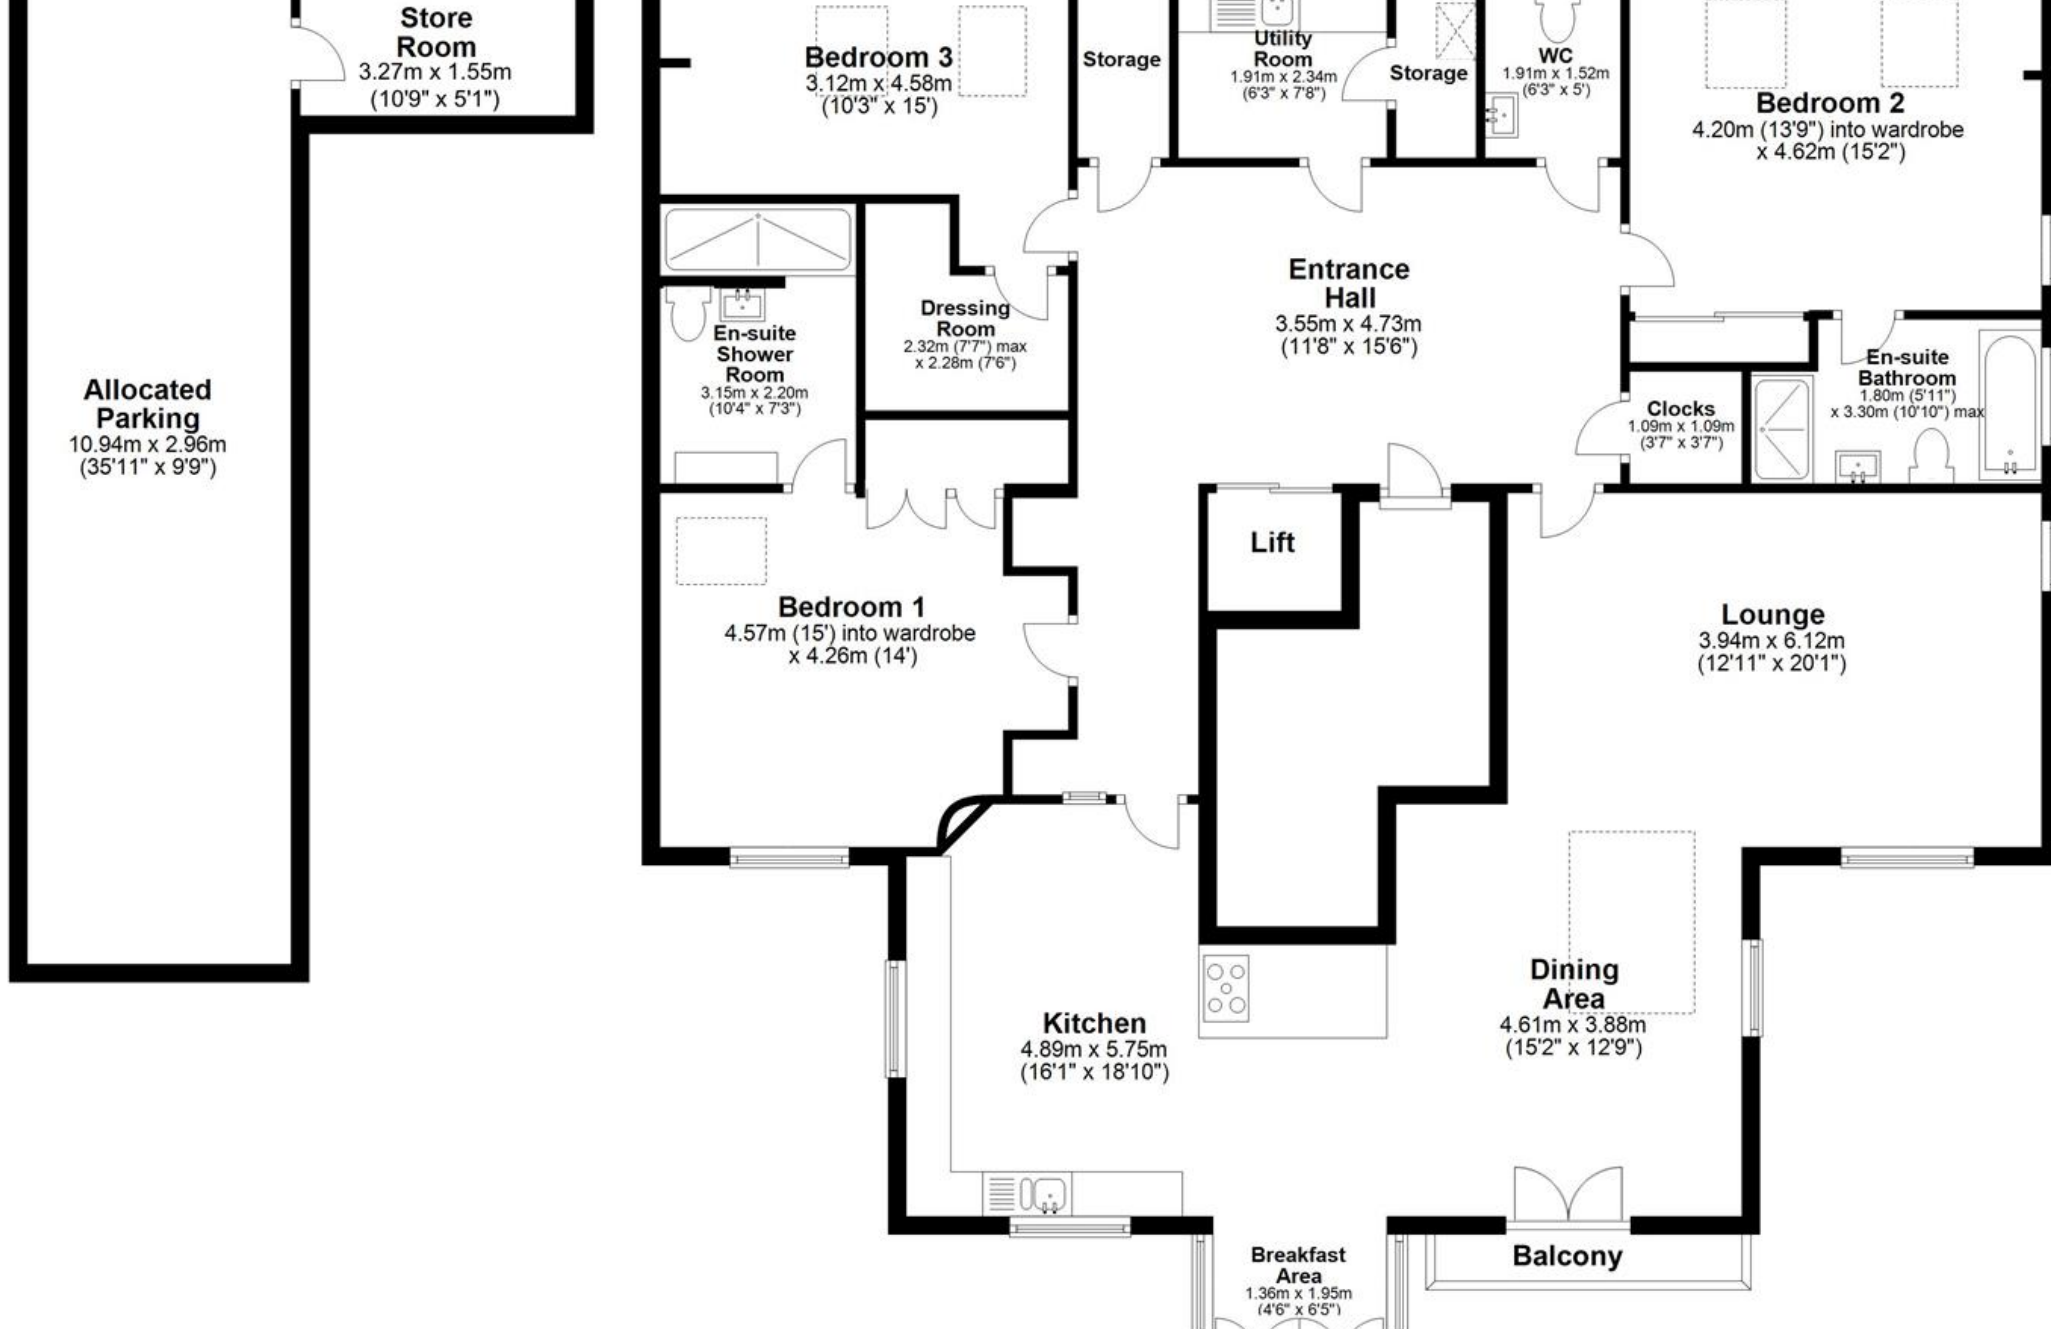 Store
Room
3.27m x 1.55m
(10'9" x 5'1")
Bedroom 3
3.12m x 4.58m
(10'3" x 15')
Storage
Utility
Room
1.91m x 2.34m
(6'3" x 7'8")
Storage
WC
1.91m x 1.52m
(6'3" x 5')
Bedroom 2
4.20m (13'9") into wardrobe
x 4.62m (15'2")
Allocated
Parking
10.94m x 2.96m
(35'11" x 9'9")
En-suite
Shower
Room
3.15m x 2.20m
(10'4" x 7'3")
Dressing
Room
2.32m (7'7") max
x 2.28m (7'6")
Entrance
Hall
3.55m x 4.73m
(11'8" x 15'6")
Clocks
1.09m x 1.09m
(3'7" x 3'7")
En-suite
Bathroom
1.80m (5'11")
x 3.30m (10'10") max
Bedroom 1
4.57m (15') into wardrobe
x 4.26m (14')
Lift
Lounge
3.94m x 6.12m
(12'11" x 20'1")
Kitchen
4.89m x 5.75m
(16'1" x 18'10")
Dining
Area
4.61m x 3.88m
(15'2" x 12'9")
Breakfast
Area
1.36m x 1.95m
(4'6" x 6'5")
Balcony